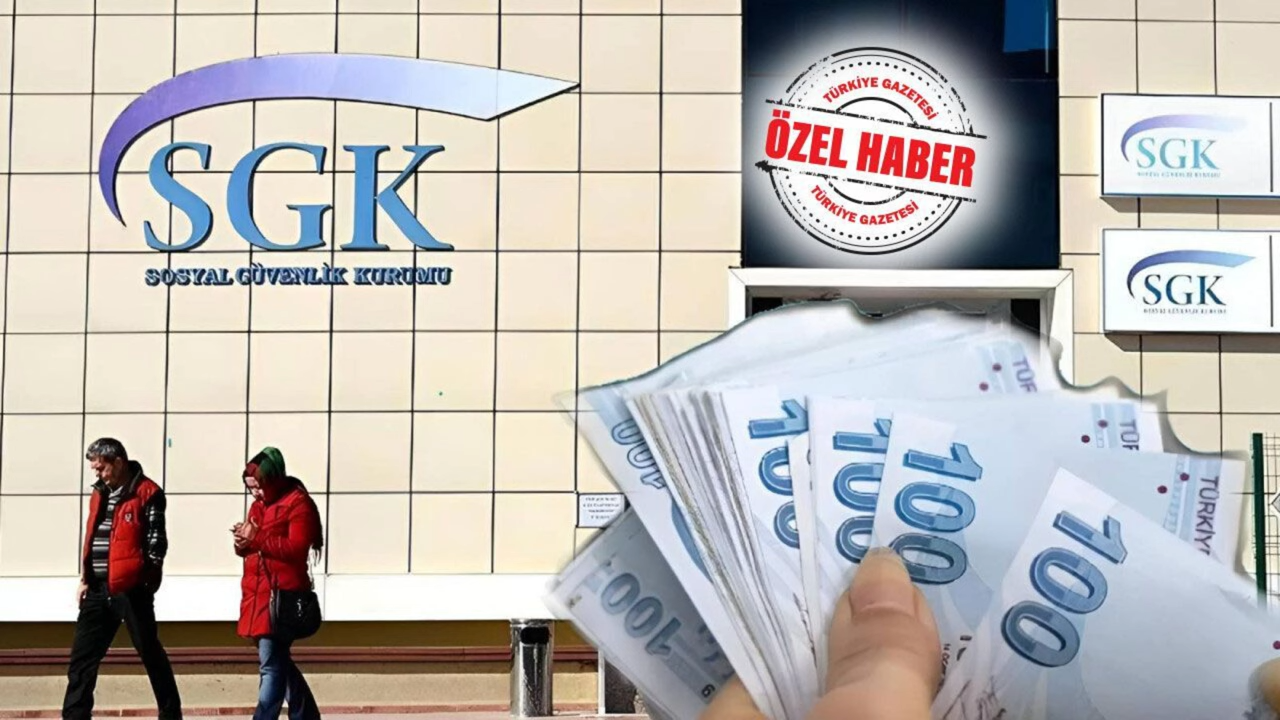 SGK
SOSYAL GÜVENLİK KURUMU
TÜRKİYE GAZETESİ
ÖZEL HABER
TÜRKİYE GAZETESİ
SGK
SGK
100
100
100
100
100
100
TÜRKİY